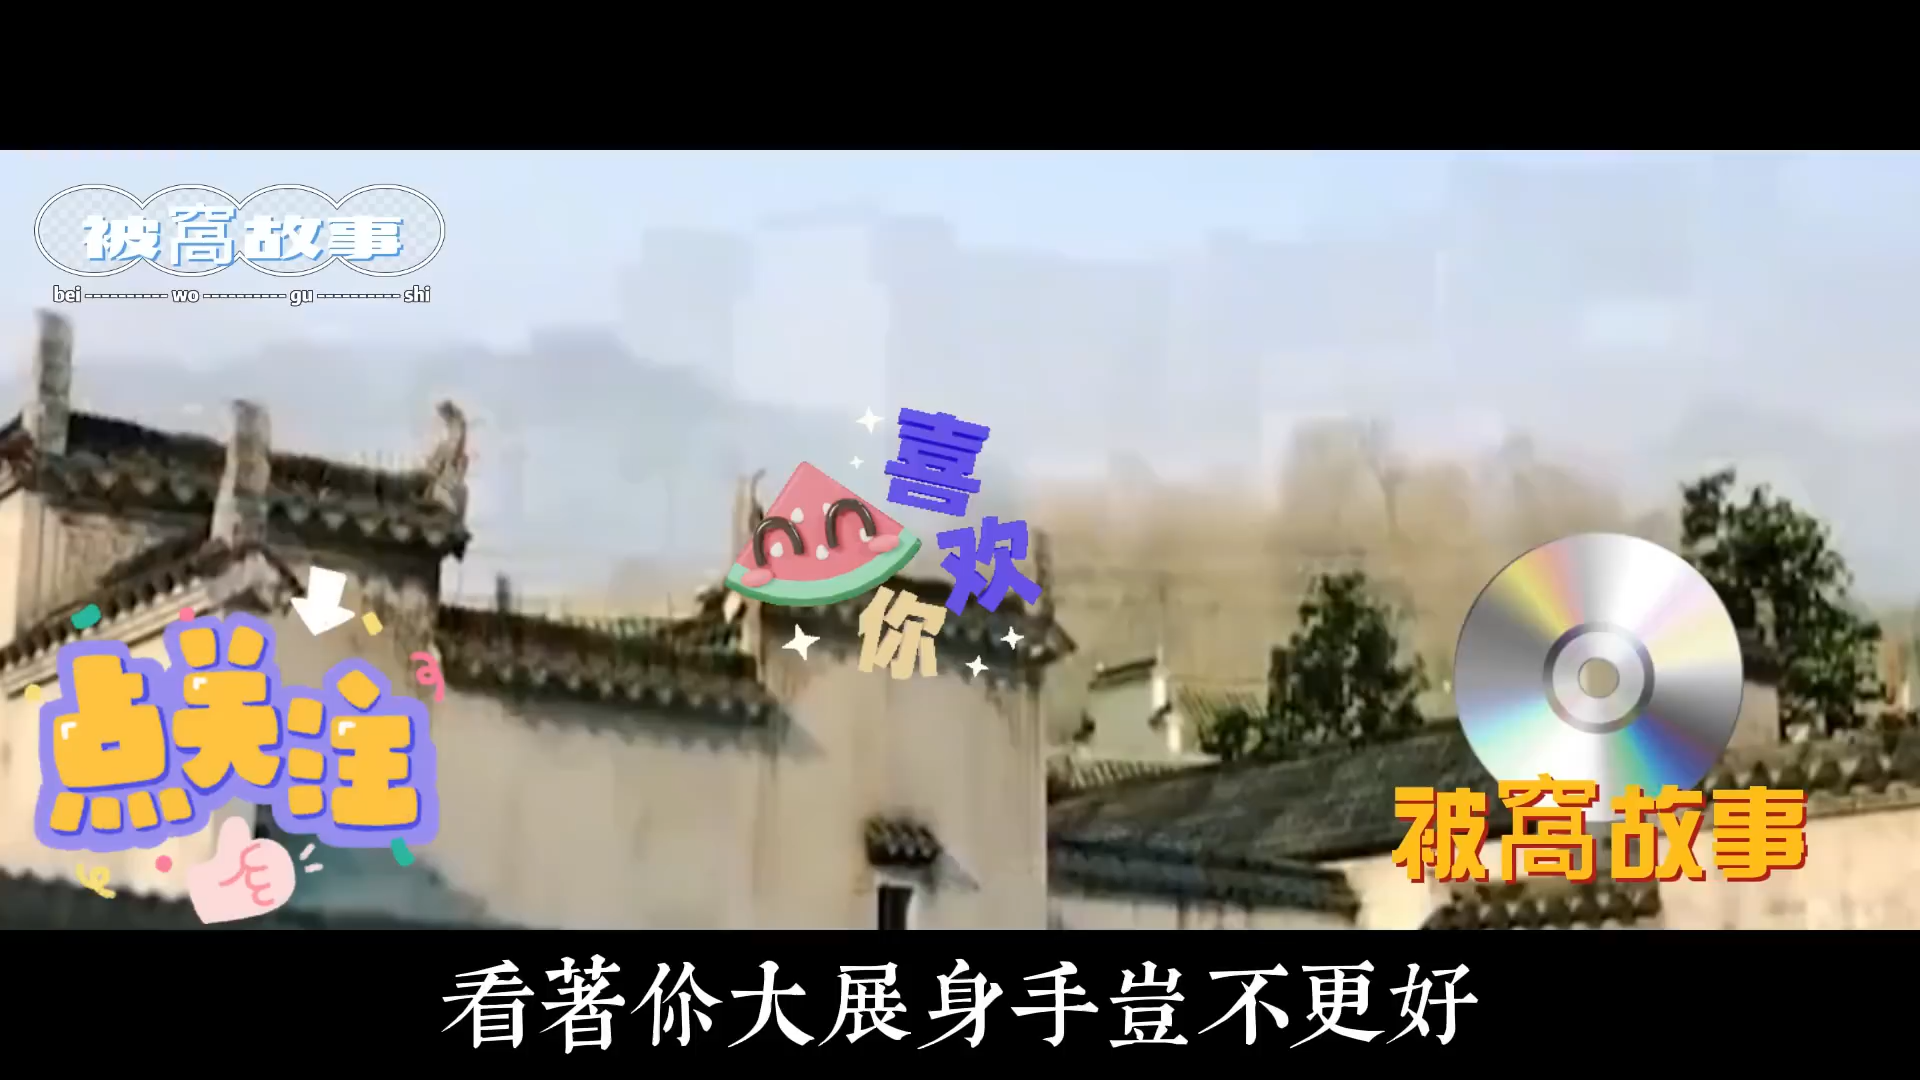 被窝故事
bei ---------- wo ---------- gu ---------- shi
喜欢你
点关注
被窝故事
看著你大展身手豈不更好